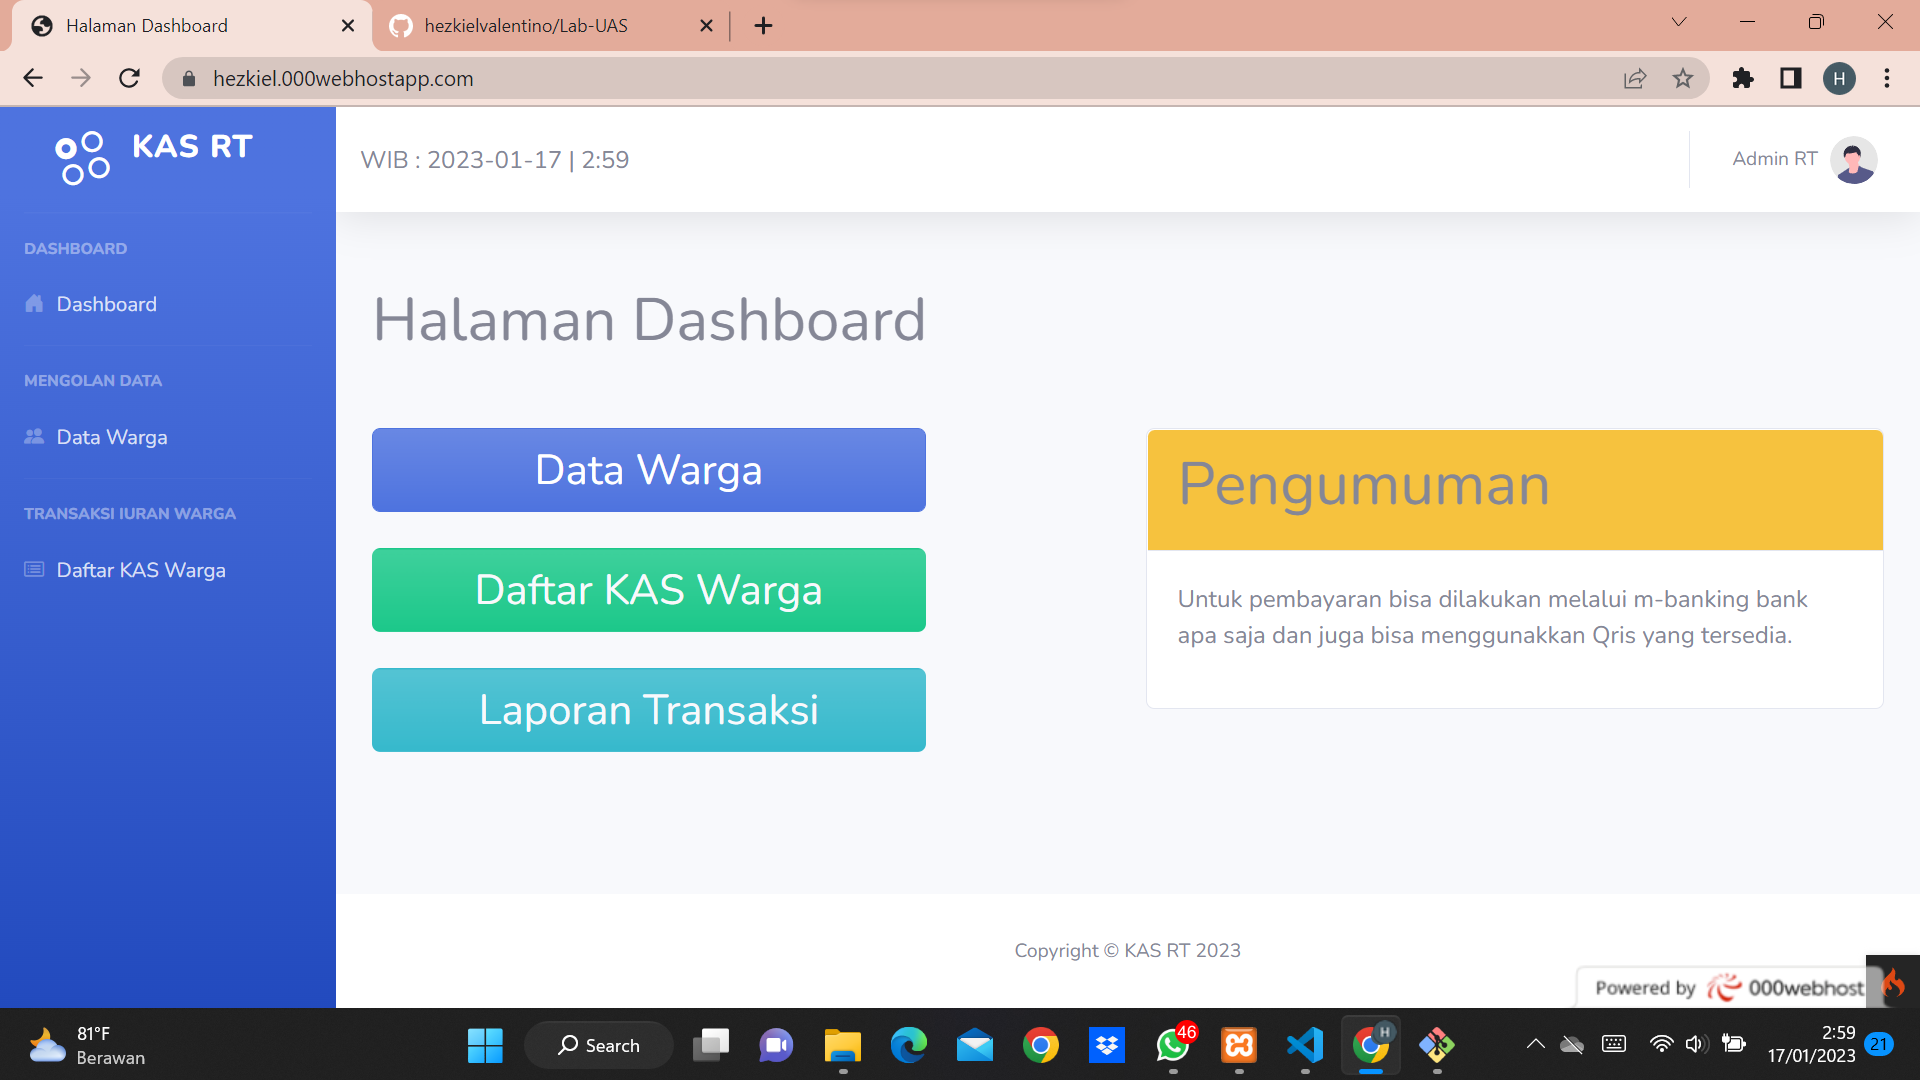 Halaman Dashboard
hezkielvalentino/Lab-UAS
hezkiel.000webhostapp.com
H
KAS RT
WIB : 2023-01-17 | 2:59
Admin RT
DASHBOARD
Dashboard
MENGOLAN DATA
Data Warga
TRANSAKSI IURAN WARGA
Daftar KAS Warga
Halaman Dashboard
Data Warga
Daftar KAS Warga
Laporan Transaksi
Pengumuman
Untuk pembayaran bisa dilakukan melalui m-banking bank
apa saja dan juga bisa menggunakkan Qris yang tersedia.
Copyright © KAS RT 2023
Powered by 000webhost
81°F
Berawan
Search
46
H
2:59
17/01/2023
21